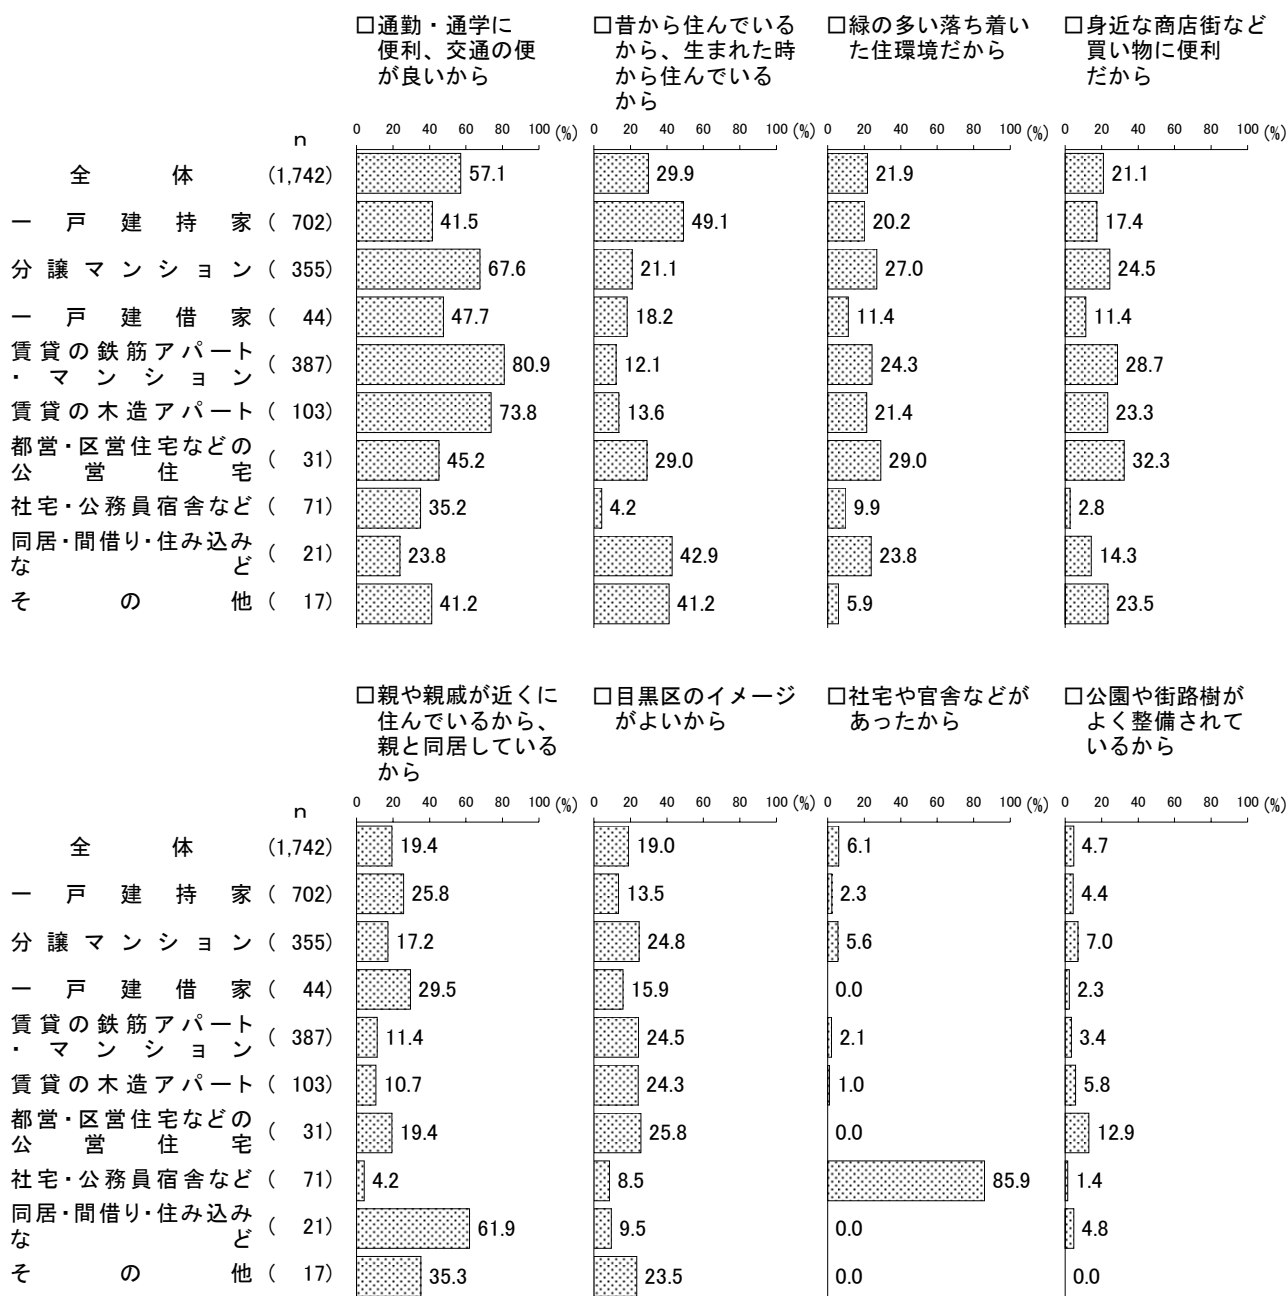 □通勤・通学に
便利、交通の便
が良いから
□昔から住んでいる
から、生まれた時
から住んでいる
から
□緑の多い落ち着い
た住環境だから
□身近な商店街など
買い物に便利
だから
n
0 20 40 60 80 100 (%) 0 20 40 60 80 100 (%) 0 20 40 60 80 100 (%) 0 20 40 60 80 100 (%)
全体 (1,742) 57.1 29.9 21.9 21.1
一戸建持家 ( 702) 41.5 49.1 20.2 17.4
分譲マンション ( 355) 67.6 21.1 27.0 24.5
一戸建借家 ( 44) 47.7 18.2 11.4 11.4
賃貸の鉄筋アパート
・マンション ( 387) 80.9 12.1 24.3 28.7
賃貸の木造アパート ( 103) 73.8 13.6 21.4 23.3
都営・区営住宅などの
公営住宅 ( 31) 45.2 29.0 29.0 32.3
社宅・公務員宿舎など ( 71) 35.2 4.2 9.9 2.8
同居・間借り・住み込み
など ( 21) 23.8 42.9 23.8 14.3
その他 ( 17) 41.2 41.2 5.9 23.5
□親や親戚が近くに
住んでいるから、
親と同居している
から
□目黒区のイメージ
がよいから
□社宅や官舎などが
あったから
□公園や街路樹が
よく整備されて
いるから
n
0 20 40 60 80 100 (%) 0 20 40 60 80 100 (%) 0 20 40 60 80 100 (%) 0 20 40 60 80 100 (%)
全体 (1,742) 19.4 19.0 6.1 4.7
一戸建持家 ( 702) 25.8 13.5 2.3 4.4
分譲マンション ( 355) 17.2 24.8 5.6 7.0
一戸建借家 ( 44) 29.5 15.9 0.0 2.3
賃貸の鉄筋アパート
・マンション ( 387) 11.4 24.5 2.1 3.4
賃貸の木造アパート ( 103) 10.7 24.3 1.0 5.8
都営・区営住宅などの
公営住宅 ( 31) 19.4 25.8 0.0 12.9
社宅・公務員宿舎など ( 71) 4.2 8.5 85.9 1.4
同居・間借り・住み込み
など ( 21) 61.9 9.5 0.0 4.8
その他 ( 17) 35.3 23.5 0.0 0.0